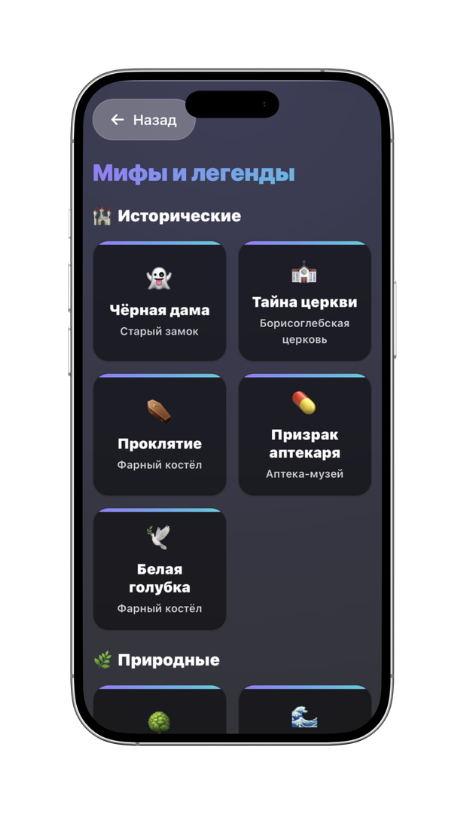 ← Назад
Мифы и легенды
🏰 Исторические
👻
Чёрная дама
Старый замок
⛪
Тайна церкви
Борисоглебская
церковь
⚰️
Проклятие
Фарный костёл
💊
Призрак
аптекаря
Аптека-музей
🕊️
Белая
голубка
Фарный костёл
🌿 Природные
🌳
🌊